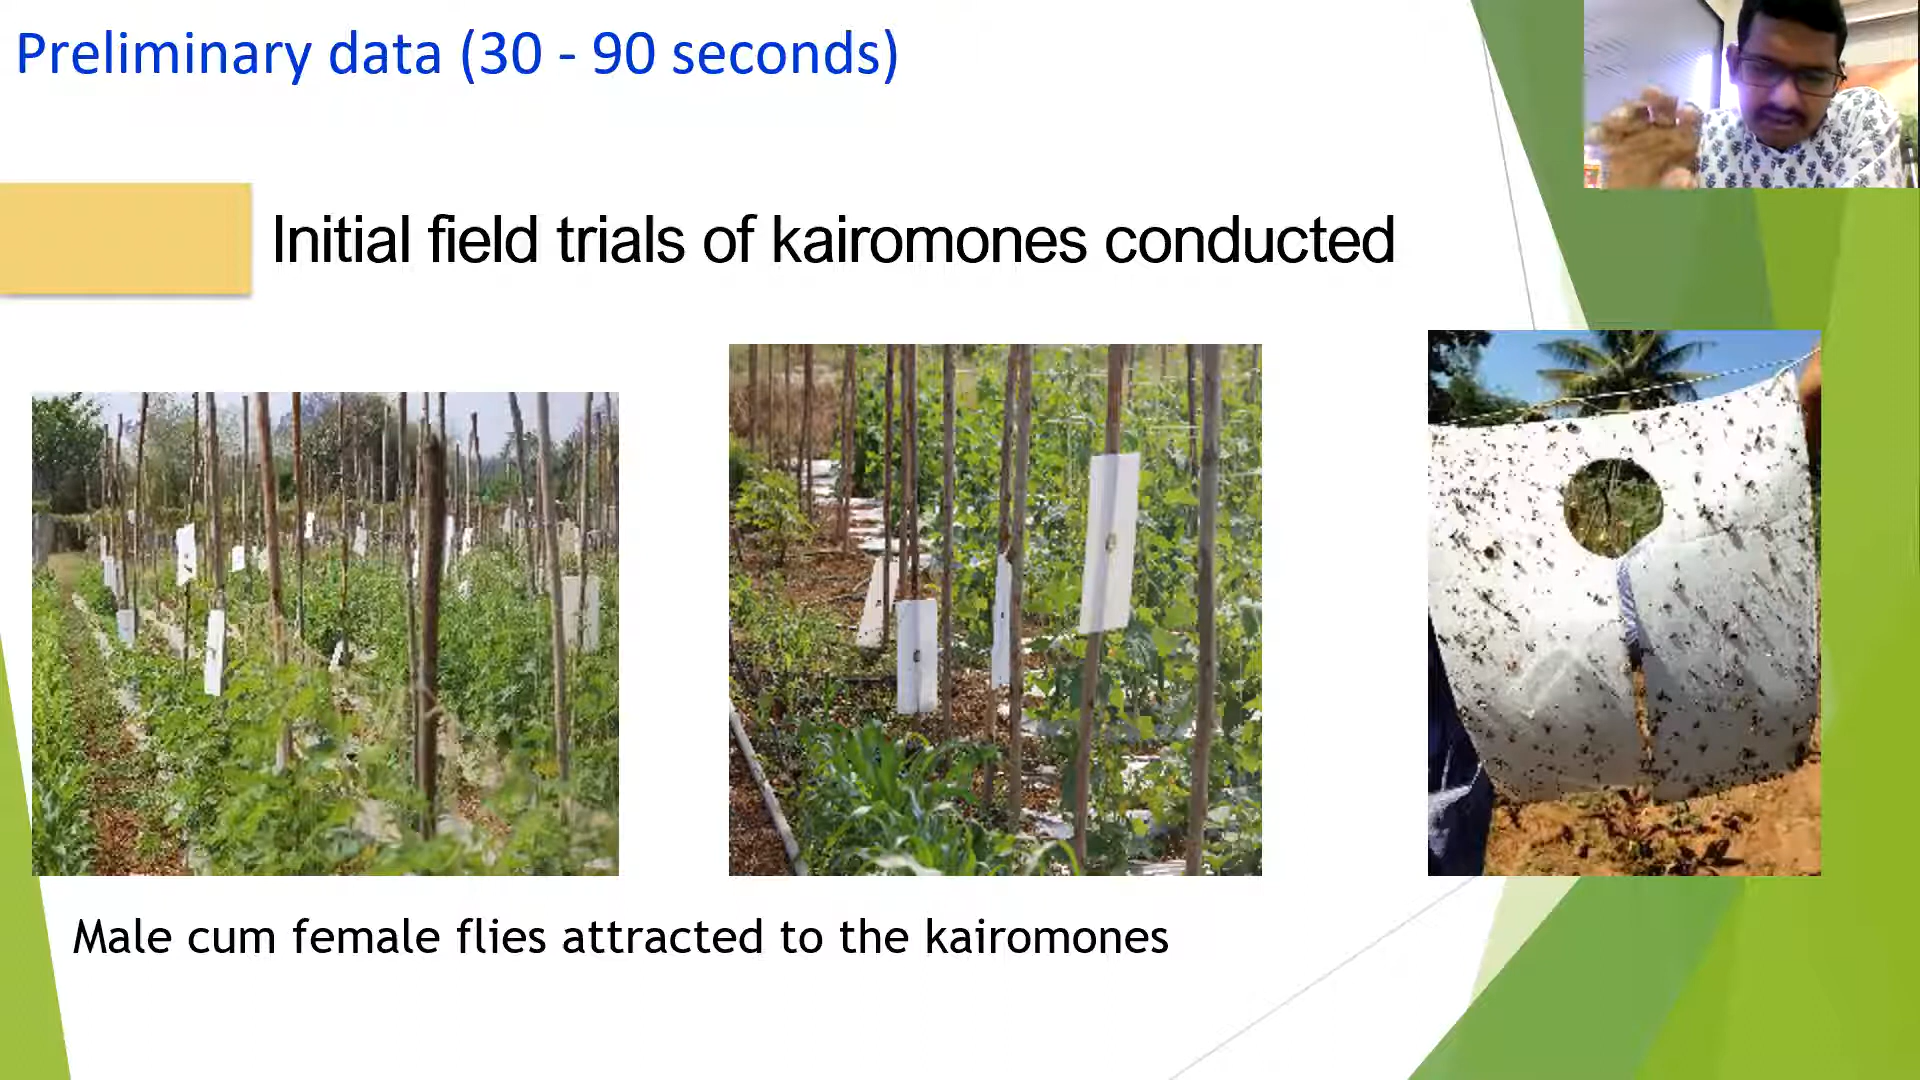 Preliminary data (30 - 90 seconds)
Initial field trials of kairomones conducted
Male cum female flies attracted to the kairomones